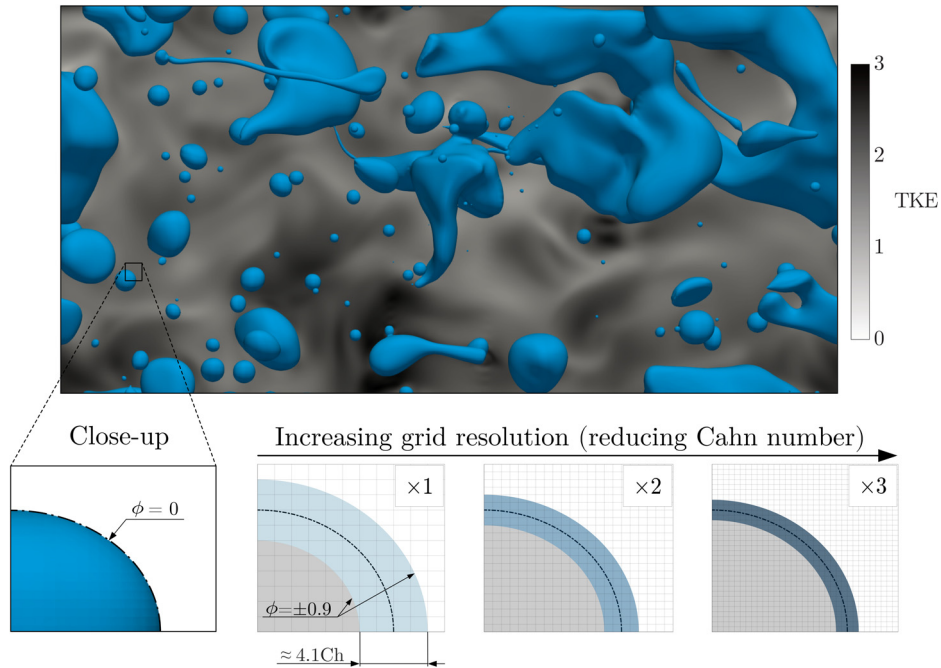 3
2
TKE
1
0
Close-up
Increasing grid resolution (reducing Cahn number)
ϕ = 0
×1
×2
×3
ϕ=±0.9
≈ 4.1Ch